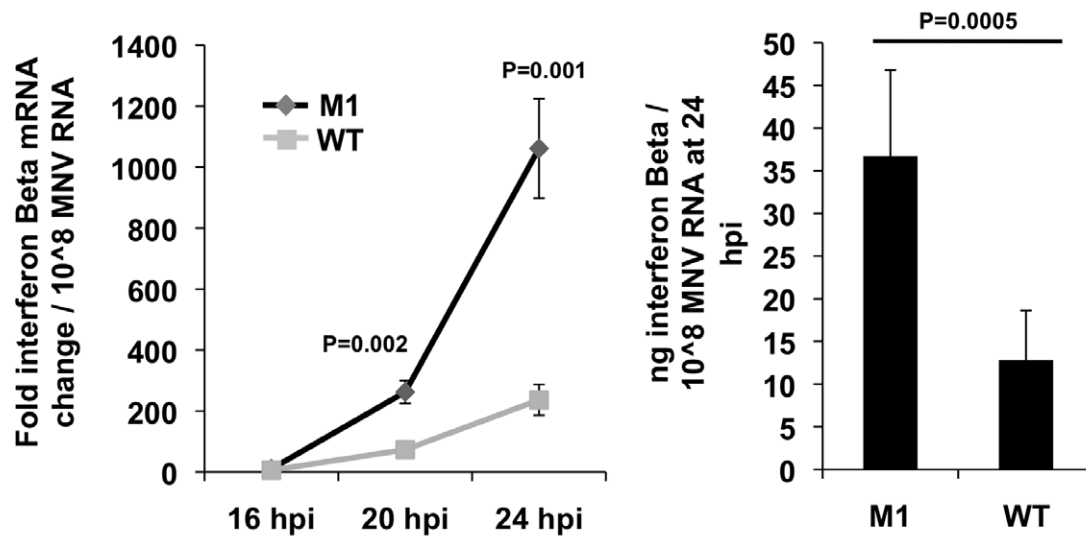 Fold interferon Beta mRNA
change / 10^8 MNV RNA
1400
1200
1000
800
600
400
200
0
M1
WT
P=0.002
P=0.001
16 hpi
20 hpi
24 hpi
ng interferon Beta /
10^8 MNV RNA at 24
hpi
50
45
40
35
30
25
20
15
10
5
0
P=0.0005
M1
WT